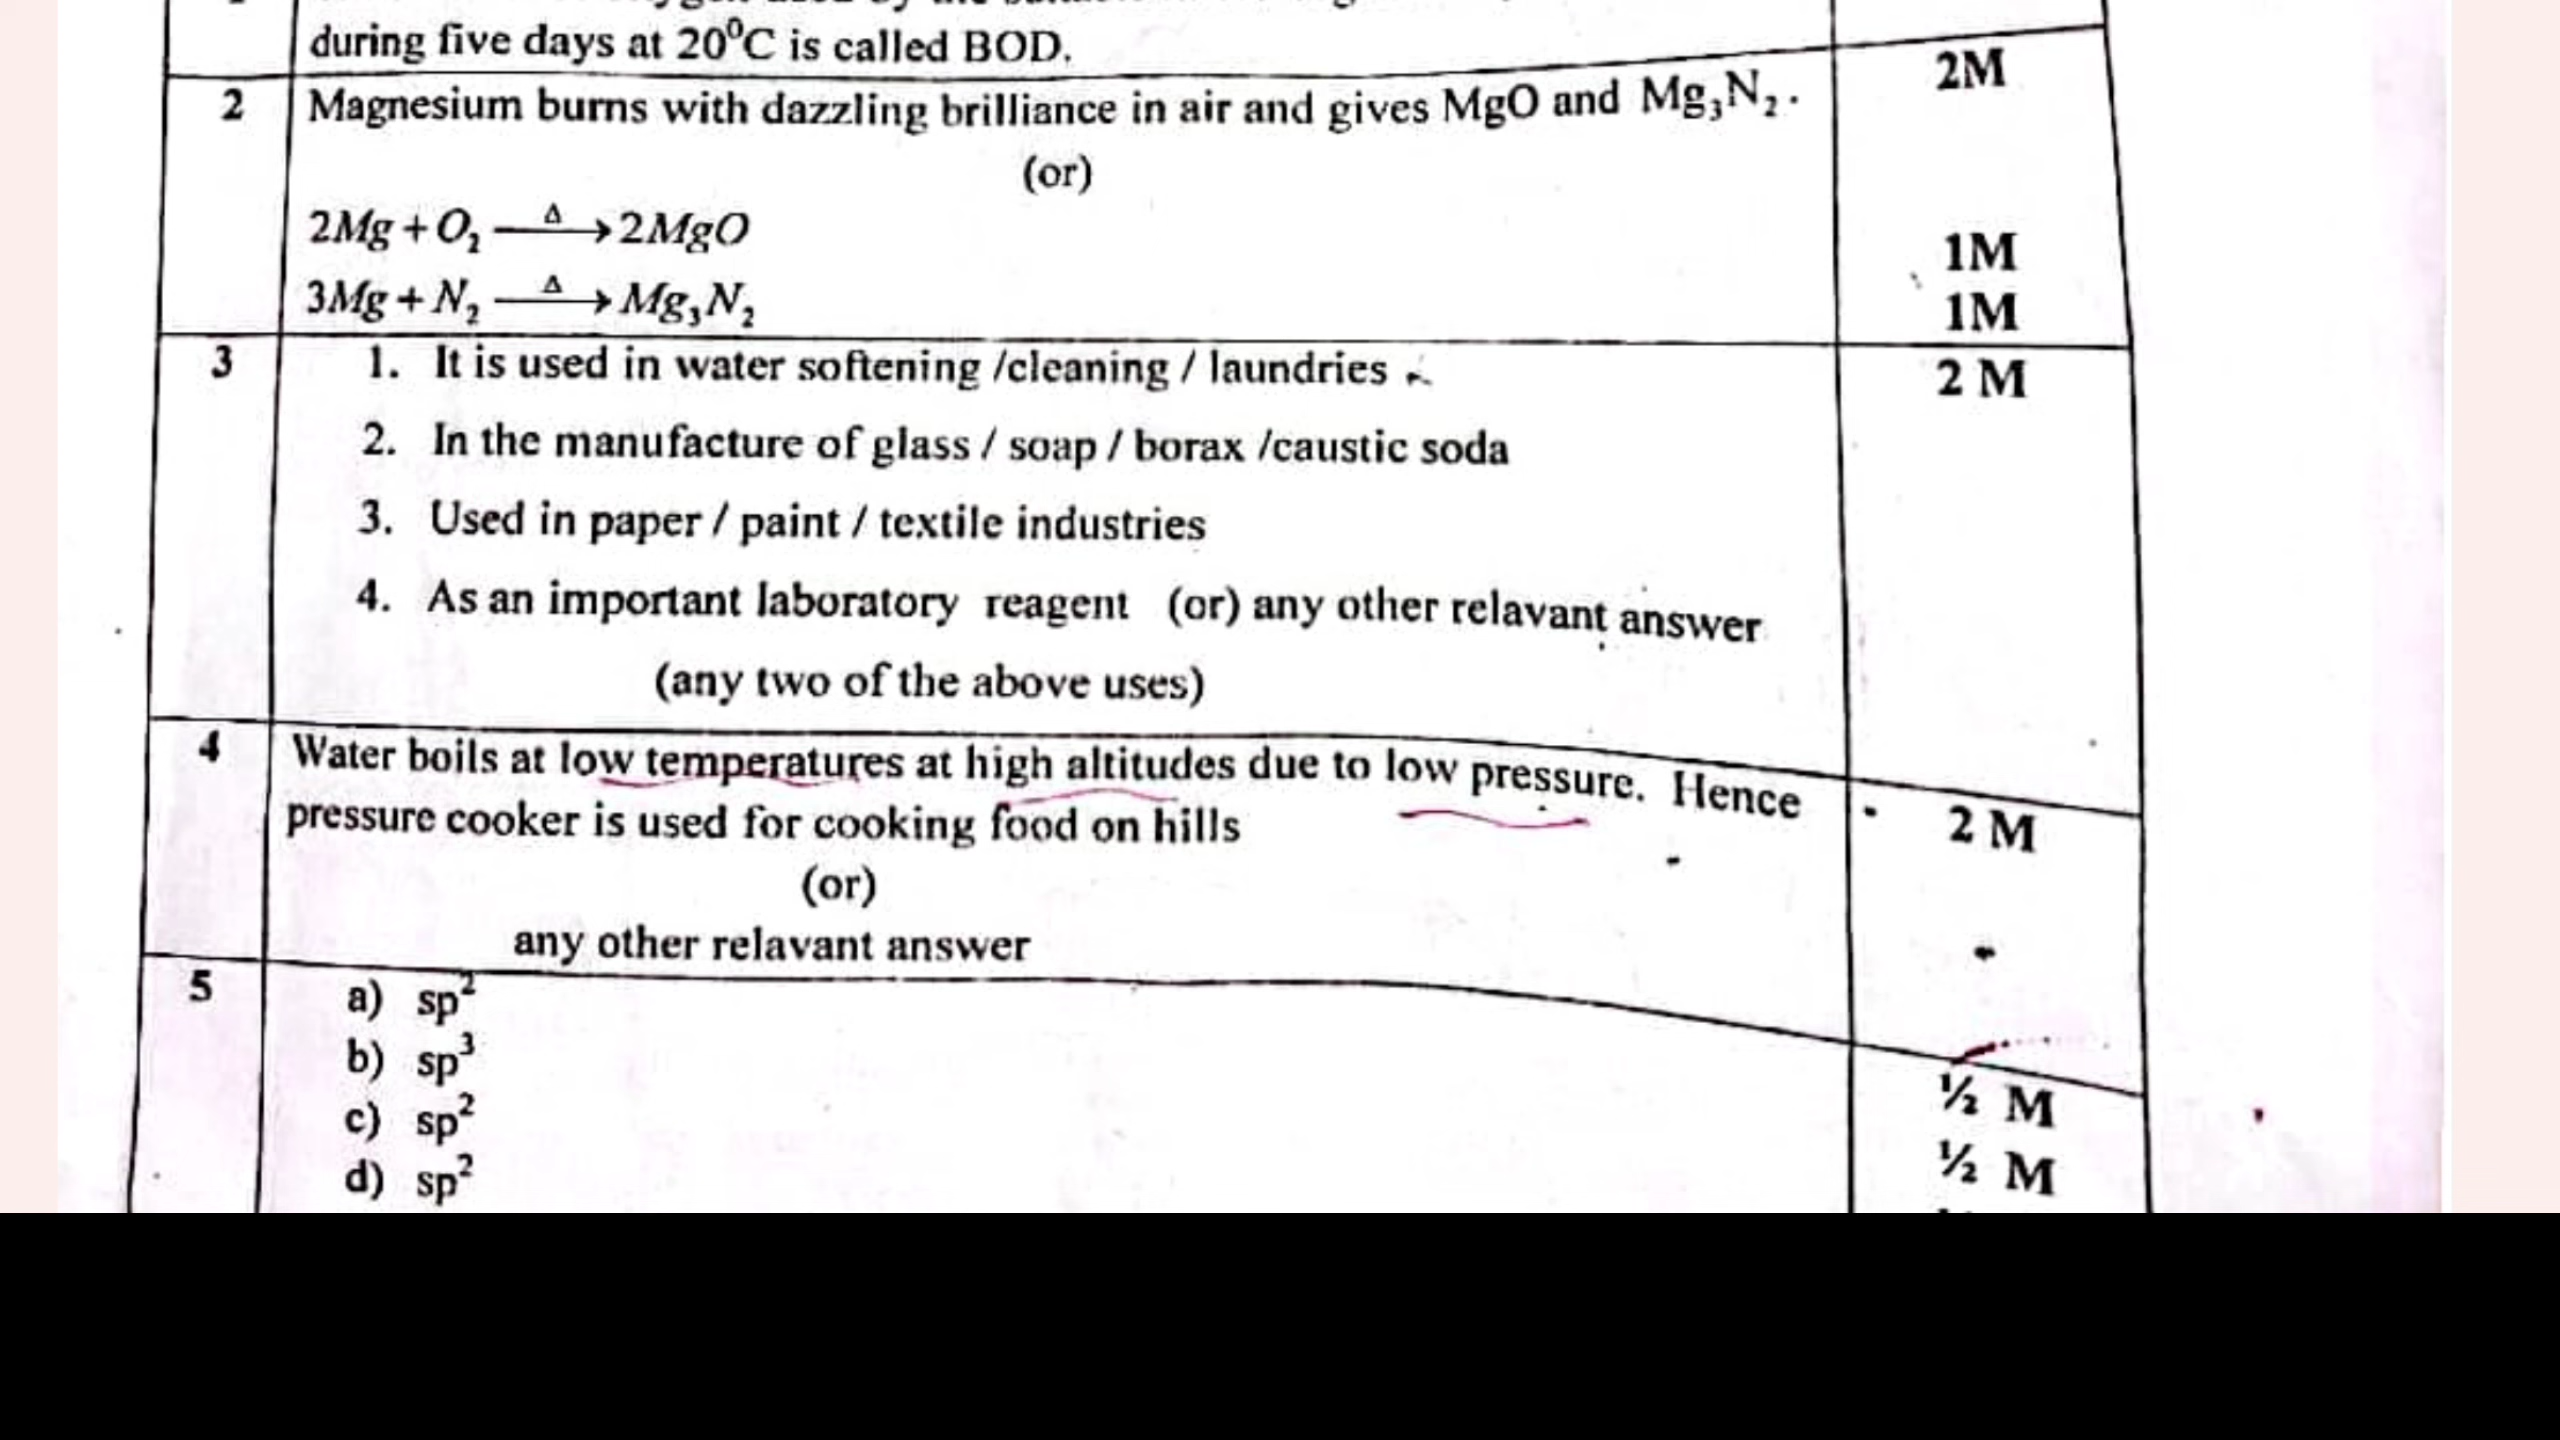 during five days at 20⁰C is called BOD.
2M
2 Magnesium burns with dazzling brilliance in air and gives MgO and Mg₃N₂.
(or)
2Mg + O₂ —Δ→ 2MgO 1M
3Mg + N₂ —Δ→ Mg₃N₂ 1M
3 1. It is used in water softening /cleaning / laundries 2 M
2. In the manufacture of glass / soap / borax /caustic soda
3. Used in paper / paint / textile industries
4. As an important laboratory reagent (or) any other relavant answer
(any two of the above uses)
4 Water boils at low temperatures at high altitudes due to low pressure. Hence 2 M
pressure cooker is used for cooking food on hills
(or)
any other relavant answer
5 a) sp²
b) sp³ ½ M
c) sp² ½ M
d) sp²